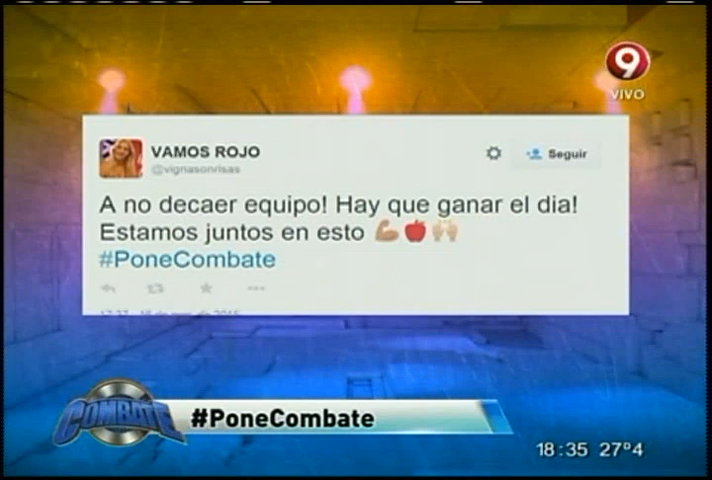 9
VIVO
VAMOS ROJO
@vignasonrisas
Seguir
A no decaer equipo! Hay que ganar el dia!
Estamos juntos en esto 💪🍎🙌
#PoneCombate
COMBATE
#PoneCombate
18:35 27°4